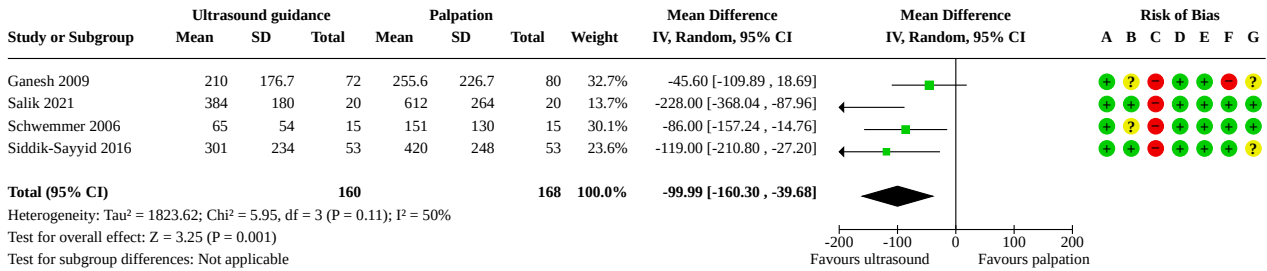 Ultrasound guidance Palpation Mean Difference Mean Difference Risk of Bias
Study or Subgroup Mean SD Total Mean SD Total Weight IV, Random, 95% CI IV, Random, 95% CI A B C D E F G
Ganesh 2009 210 176.7 72 255.6 226.7 80 32.7% -45.60 [-109.89 , 18.69] + ? − + + − ?
Salik 2021 384 180 20 612 264 20 13.7% -228.00 [-368.04 , -87.96] + + − + + + +
Schwemmer 2006 65 54 15 151 130 15 30.1% -86.00 [-157.24 , -14.76] + ? − + + + +
Siddik-Sayyid 2016 301 234 53 420 248 53 23.6% -119.00 [-210.80 , -27.20] + + − + + + ?
Total (95% CI) 160 168 100.0% -99.99 [-160.30 , -39.68]
Heterogeneity: Tau² = 1823.62; Chi² = 5.95, df = 3 (P = 0.11); I² = 50%
Test for overall effect: Z = 3.25 (P = 0.001)
-200 -100 0 100 200
Test for subgroup differences: Not applicable Favours ultrasound Favours palpation